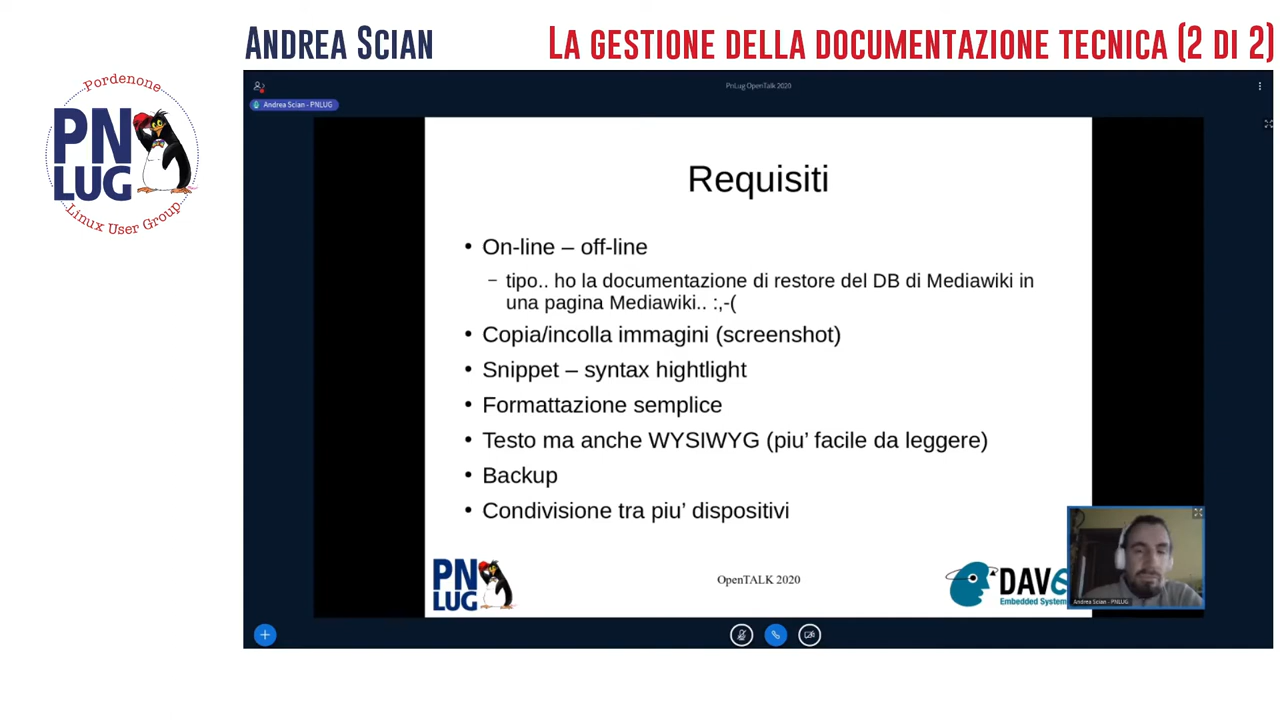 ANDREA SCIAN
LA GESTIONE DELLA DOCUMENTAZIONE TECNICA (2 DI 2)
Pordenone
PN
LUG
Linux User Group
PnLug OpenTalk 2020
Andrea Scian - PNLUG
Requisiti
• On-line – off-line
– tipo.. ho la documentazione di restore del DB di Mediawiki in
una pagina Mediawiki.. :,-(
• Copia/incolla immagini (screenshot)
• Snippet – syntax hightlight
• Formattazione semplice
• Testo ma anche WYSIWYG (piu’ facile da leggere)
• Backup
• Condivisione tra piu’ dispositivi
PN
LUG
OpenTALK 2020
DAVE
Embedded System
Andrea Scian - PNLUG